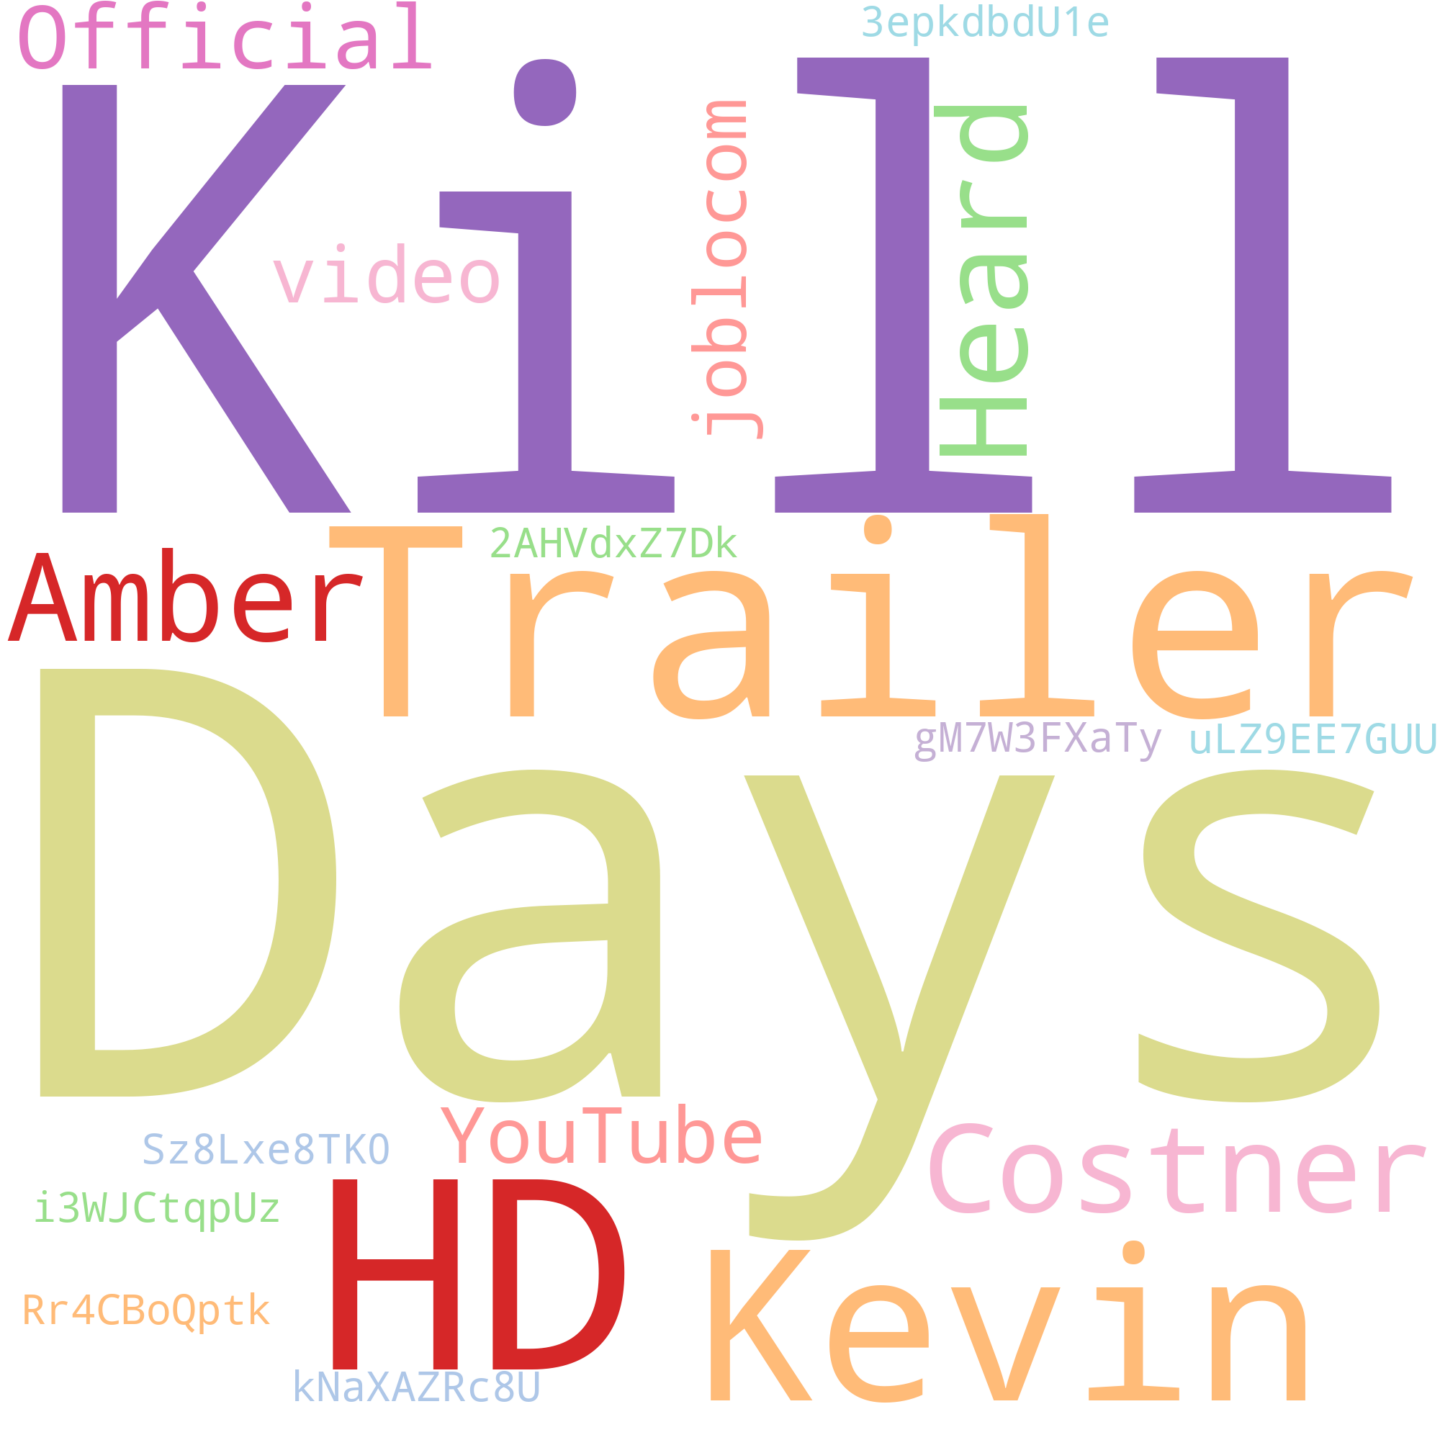 Official
3epkdbdU1e
Kill
video
joblocom
Heard
Amber
Trailer
2AHVdxZ7Dk
gM7W3FXaTy
uLZ9EE7GUU
Days
Sz8Lxe8TK0
YouTube
Costner
i3WJCtqpUz
HD
Kevin
Rr4CBoQptk
kNaXAZRc8U